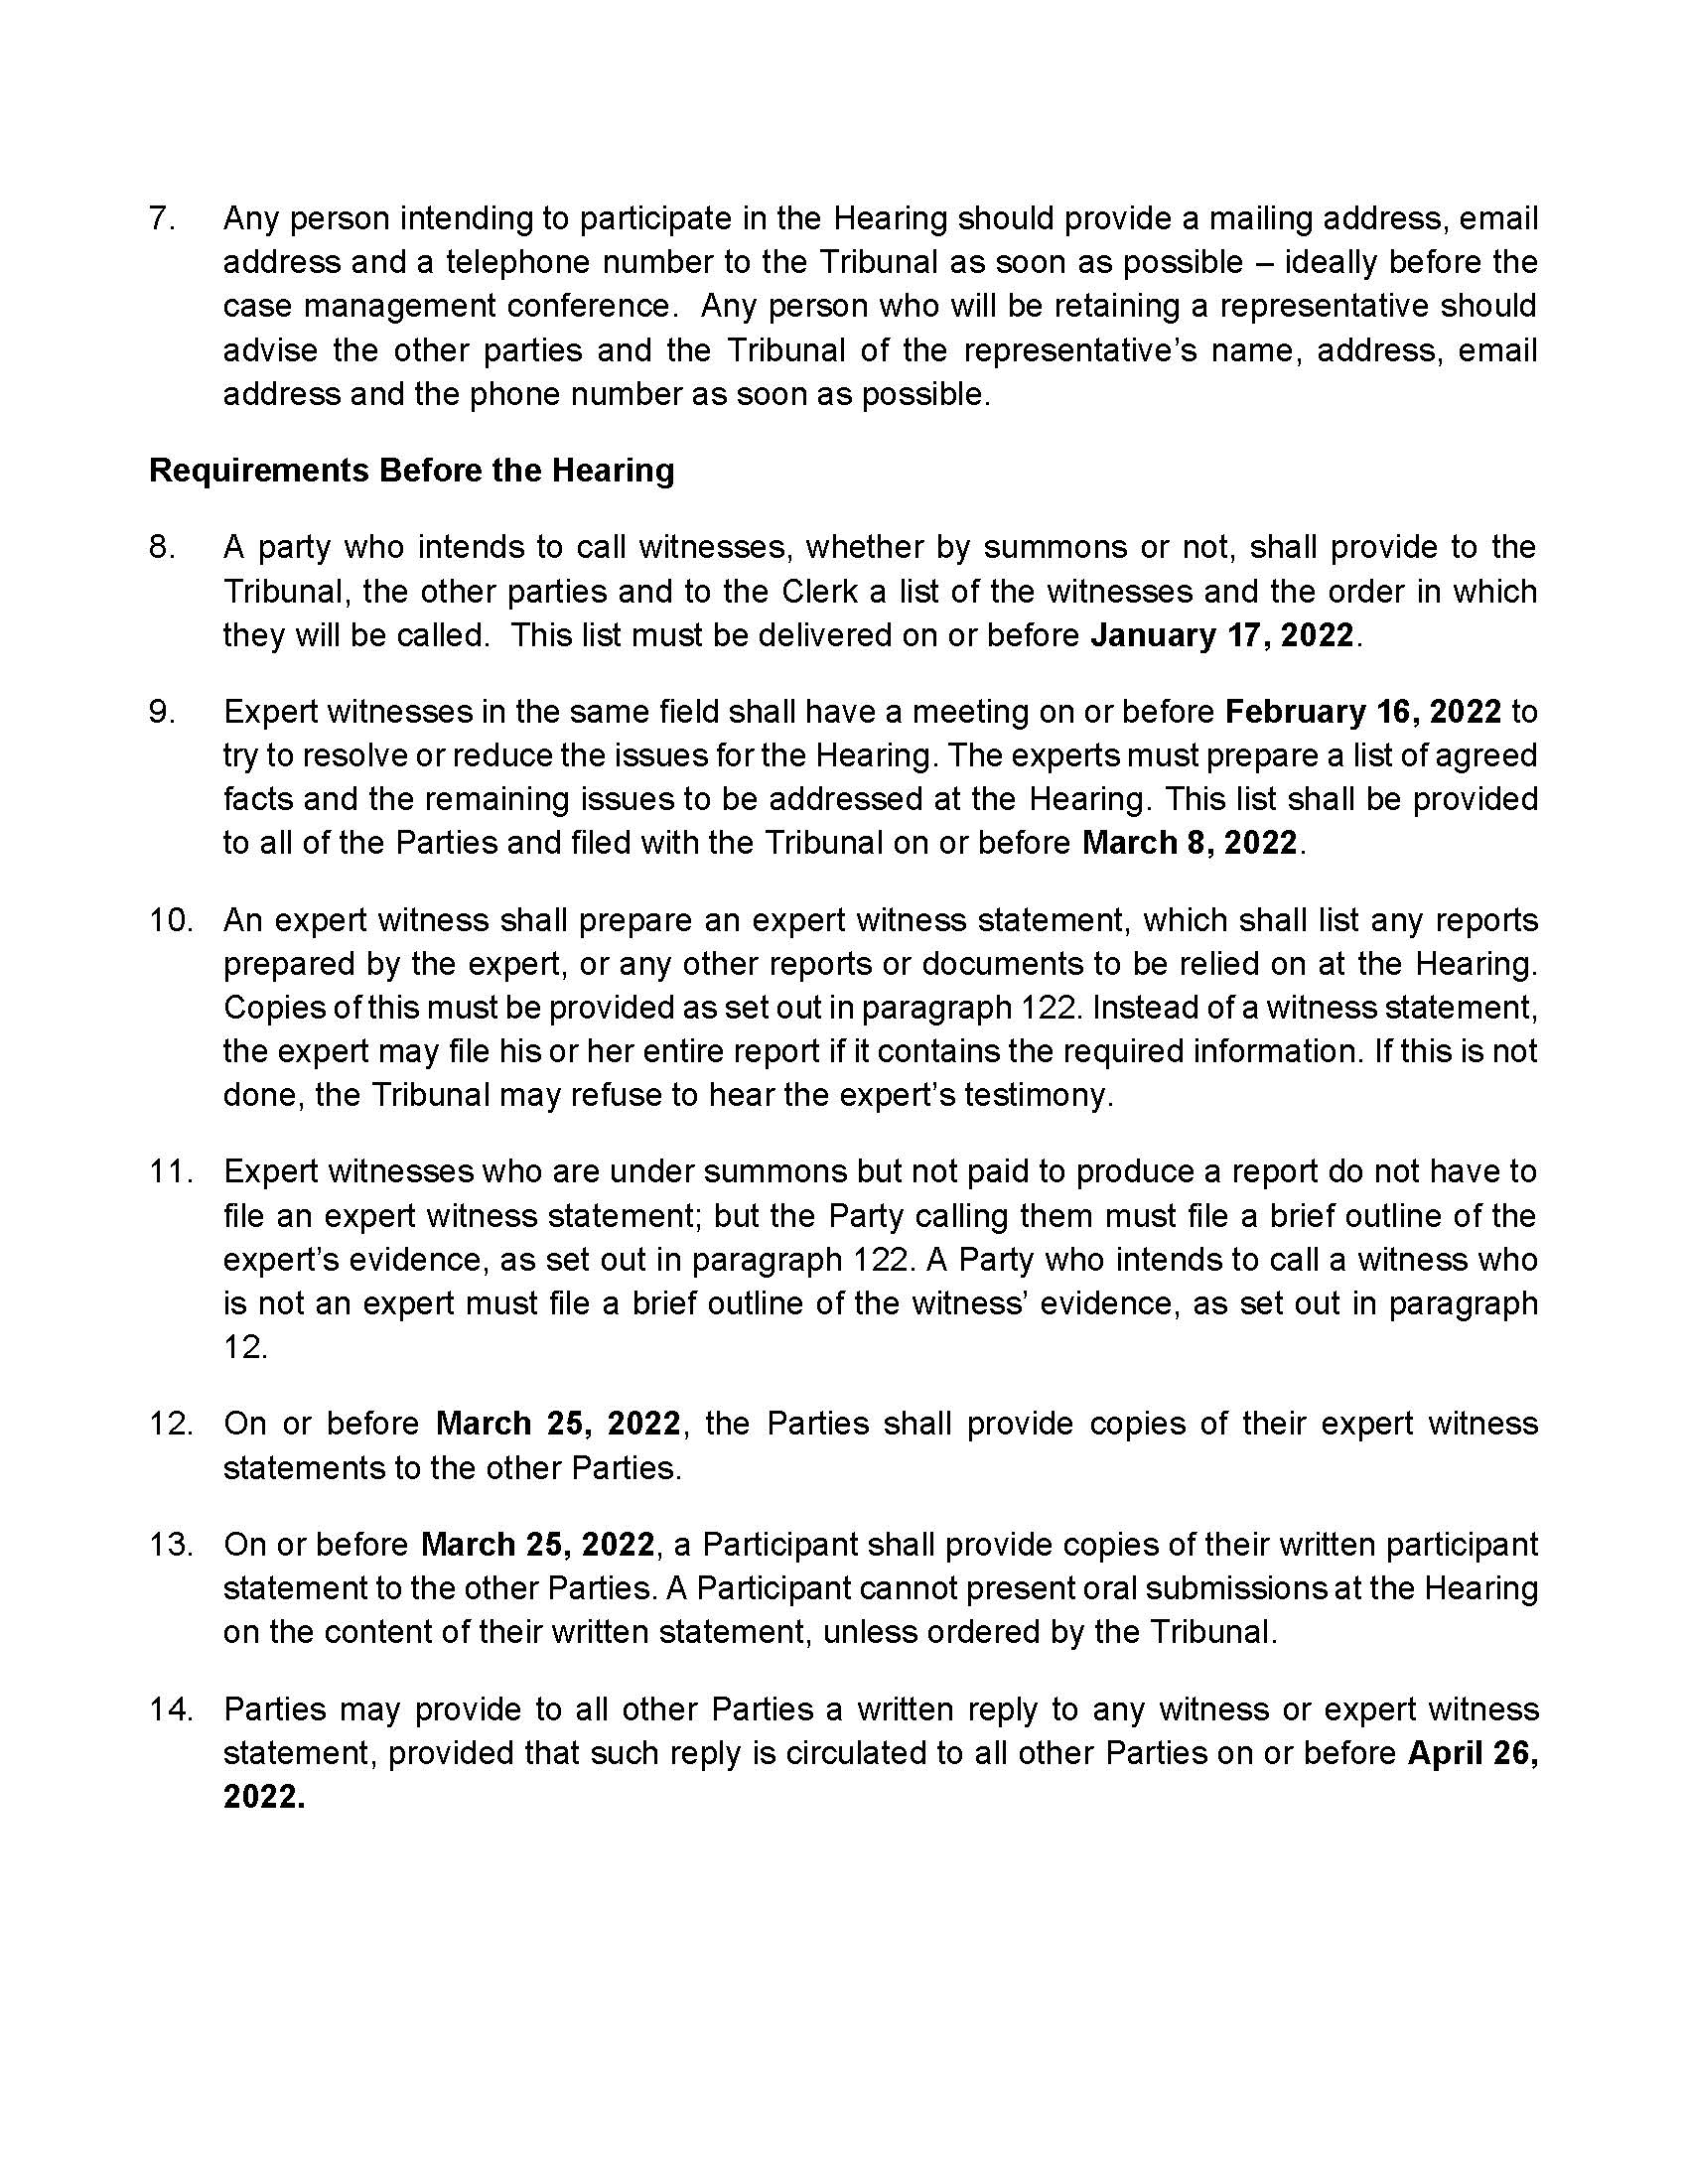 7. Any person intending to participate in the Hearing should provide a mailing address, email
address and a telephone number to the Tribunal as soon as possible – ideally before the
case management conference. Any person who will be retaining a representative should
advise the other parties and the Tribunal of the representative’s name, address, email
address and the phone number as soon as possible.
Requirements Before the Hearing
8. A party who intends to call witnesses, whether by summons or not, shall provide to the
Tribunal, the other parties and to the Clerk a list of the witnesses and the order in which
they will be called. This list must be delivered on or before January 17, 2022.
9. Expert witnesses in the same field shall have a meeting on or before February 16, 2022 to
try to resolve or reduce the issues for the Hearing. The experts must prepare a list of agreed
facts and the remaining issues to be addressed at the Hearing. This list shall be provided
to all of the Parties and filed with the Tribunal on or before March 8, 2022.
10. An expert witness shall prepare an expert witness statement, which shall list any reports
prepared by the expert, or any other reports or documents to be relied on at the Hearing.
Copies of this must be provided as set out in paragraph 122. Instead of a witness statement,
the expert may file his or her entire report if it contains the required information. If this is not
done, the Tribunal may refuse to hear the expert’s testimony.
11. Expert witnesses who are under summons but not paid to produce a report do not have to
file an expert witness statement; but the Party calling them must file a brief outline of the
expert’s evidence, as set out in paragraph 122. A Party who intends to call a witness who
is not an expert must file a brief outline of the witness’ evidence, as set out in paragraph
12.
12. On or before March 25, 2022, the Parties shall provide copies of their expert witness
statements to the other Parties.
13. On or before March 25, 2022, a Participant shall provide copies of their written participant
statement to the other Parties. A Participant cannot present oral submissions at the Hearing
on the content of their written statement, unless ordered by the Tribunal.
14. Parties may provide to all other Parties a written reply to any witness or expert witness
statement, provided that such reply is circulated to all other Parties on or before April 26,
2022.